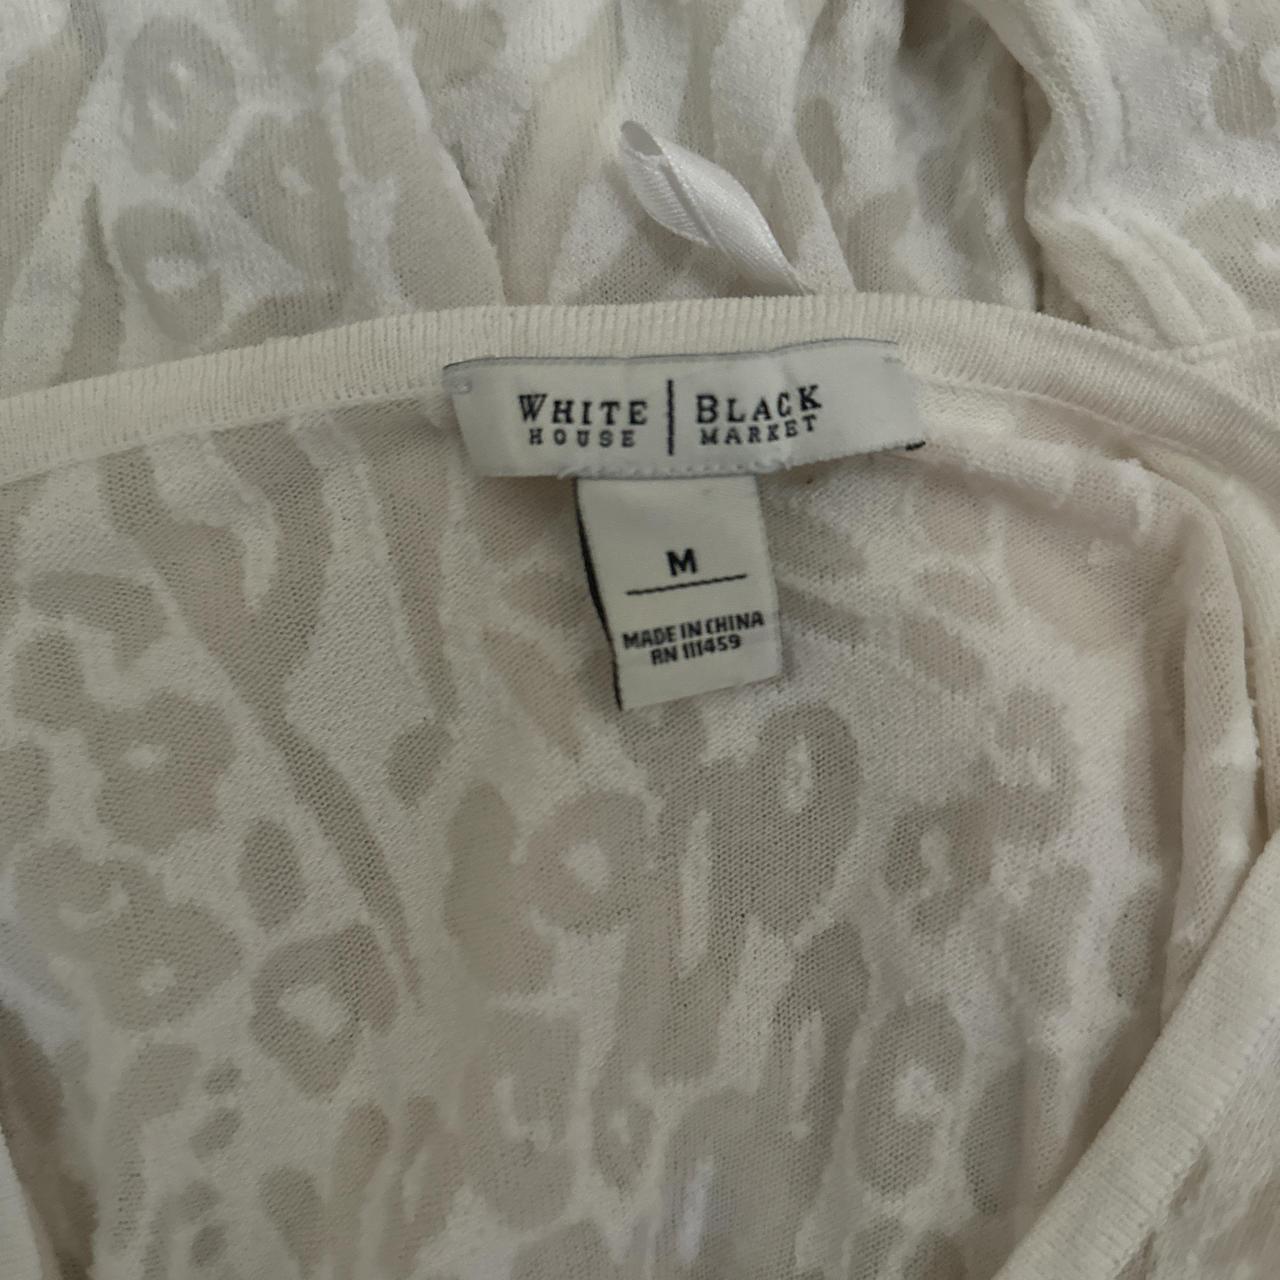 WHITE | BLACK
HOUSE MARKET
M
MADE IN CHINA
RN 111459